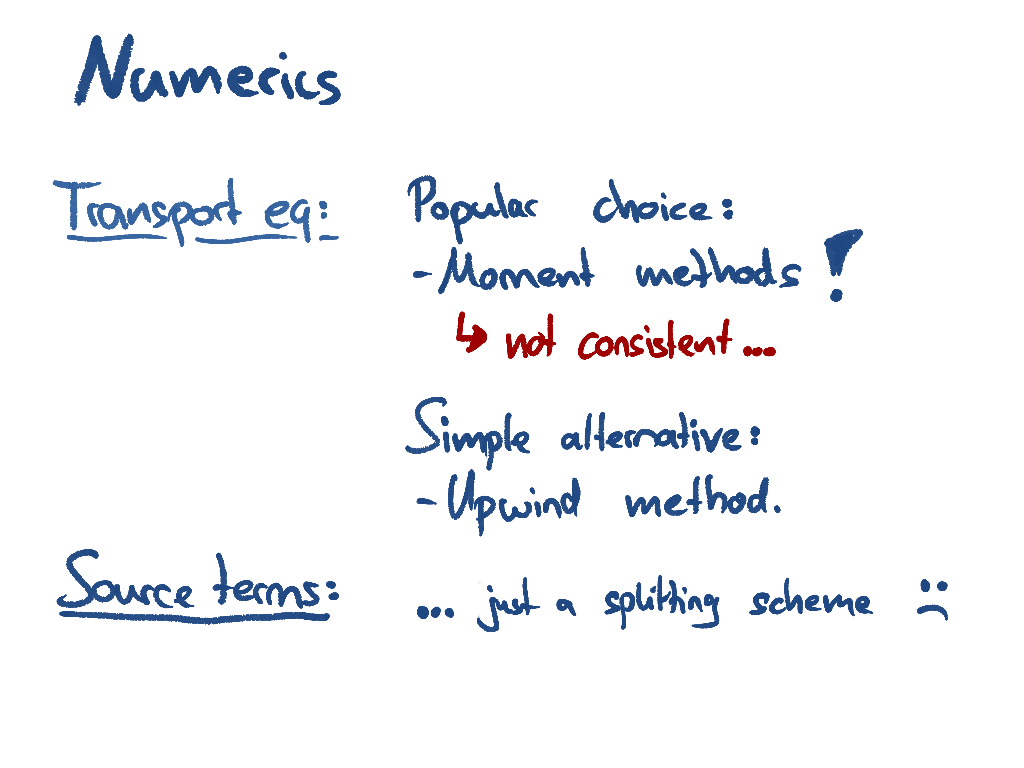 Numerics
Transport eq: Popular choice:
- Moment methods !
↳ not consistent ...
Simple alternative:
- Upwind method.
Source terms: ... just a splitting scheme :(